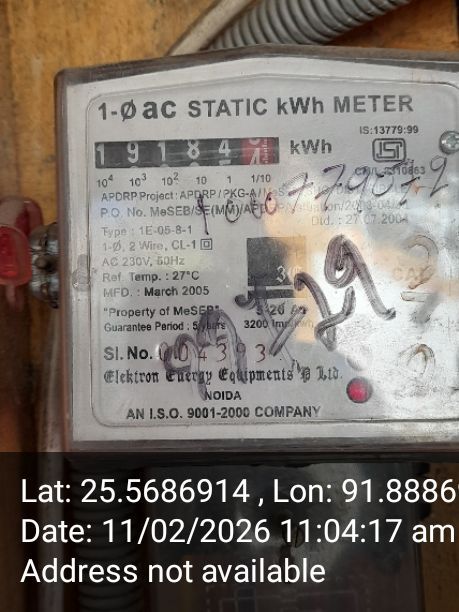 1-Ø ac STATIC kWh METER
IS:13779:99
1 9 1 8 4 kWh
10⁴ 10³ 10² 10 1 1/10
APDRP Project: APDRP / PKG-A /
P.O. No. MeSEB/SE(MM)/
Dtd. : 27.07.2004
Type : 1E-05-8-1
1-Ø, 2 Wire, CL-1
AC 230V, 50Hz
Ref. Temp. : 27°C
MFD. : March 2005
"Property of MeSEB"
Guarantee Period : 5 years 3200 Imp/kWh
Sl. No.
Elektron Energy Equipments P Ltd.
NOIDA
AN I.S.O. 9001-2000 COMPANY
Lat: 25.5686914 , Lon: 91.8886
Date: 11/02/2026 11:04:17 am
Address not available